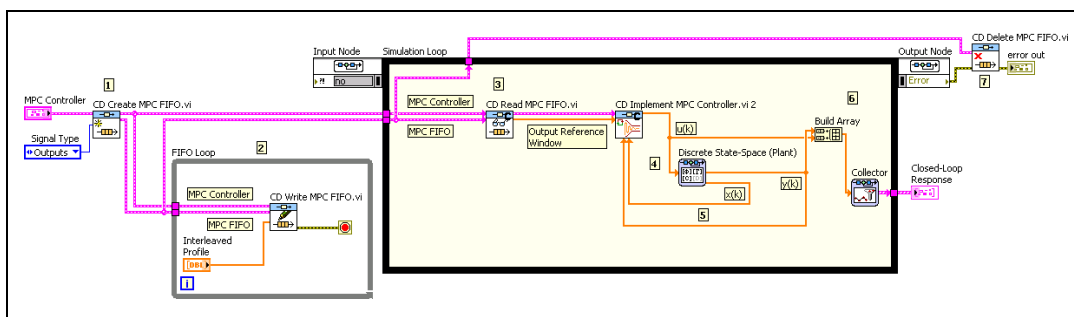 CD Delete MPC FIFO.vi
Input Node
Simulation Loop
Output Node
error out
no
Error
7
1
3
6
MPC Controller
CD Create MPC FIFO.vi
MPC Controller
CD Read MPC FIFO.vi
CD Implement MPC Controller.vi 2
Build Array
MPC FIFO
Output Reference
Window
u(k)
Signal Type
Outputs
2
FIFO Loop
4
Discrete State-Space (Plant)
Collector
Closed-Loop
Response
MPC Controller
CD Write MPC FIFO.vi
x(k)
y(k)
MPC FIFO
5
Interleaved
Profile
DBL
i